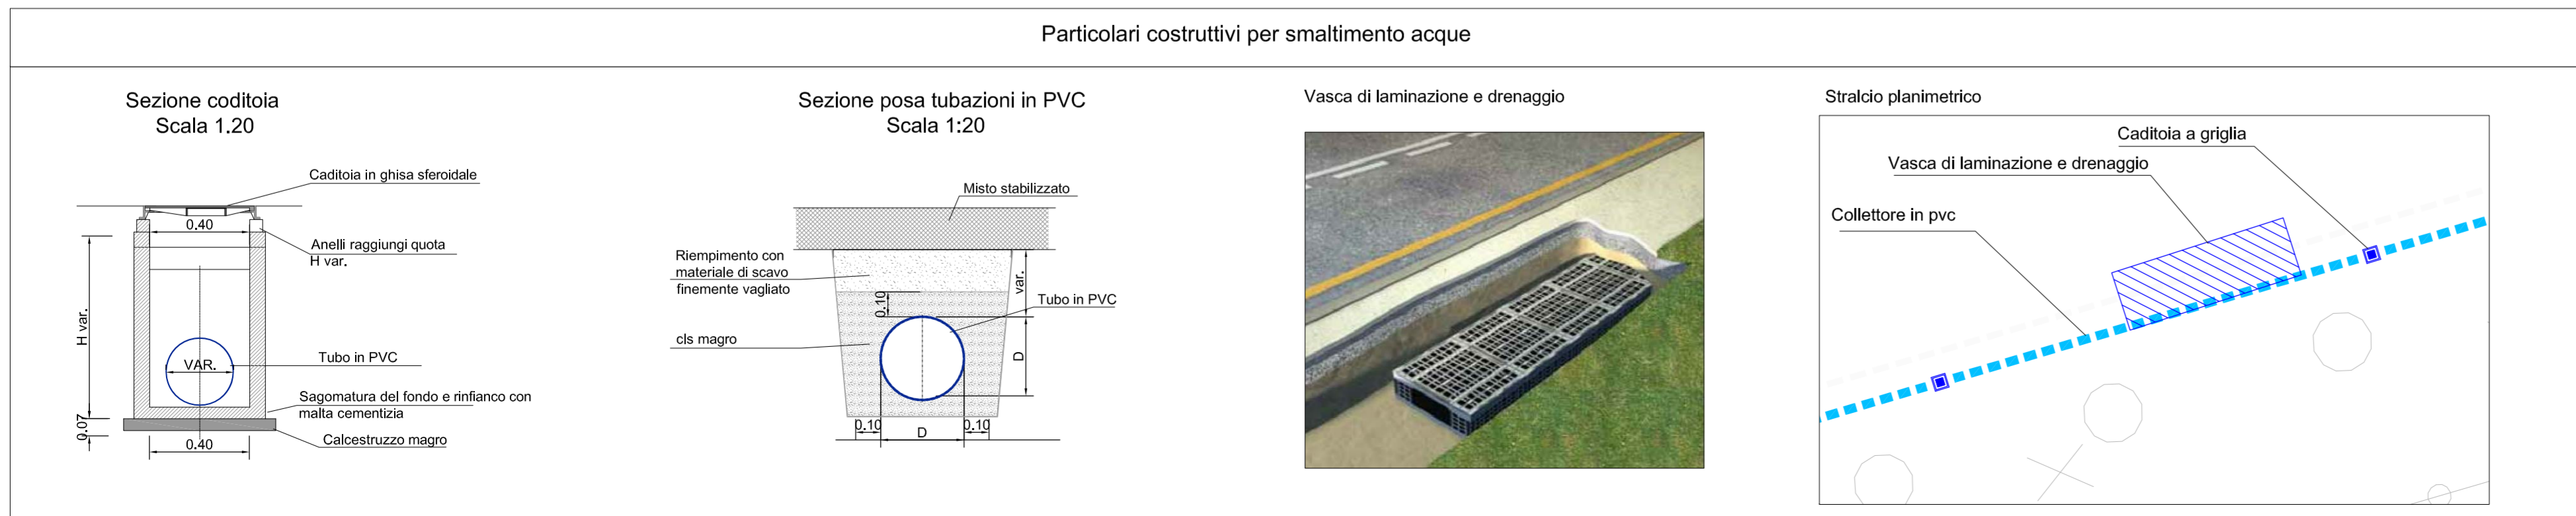 Particolari costruttivi per smaltimento acque
Sezione coditoia
Scala 1.20
Caditoia in ghisa sferoidale
0.40
Anelli raggiungi quota
H var.
H var.
VAR.
Tubo in PVC
Sagomatura del fondo e rinfianco con
malta cementizia
0.07
Calcestruzzo magro
0.40
Sezione posa tubazioni in PVC
Scala 1:20
Misto stabilizzato
Riempimento con
materiale di scavo
finemente vagliato
var.
0.10
Tubo in PVC
cls magro
D
0.10
D
0.10
Vasca di laminazione e drenaggio
Stralcio planimetrico
Caditoia a griglia
Vasca di laminazione e drenaggio
Collettore in pvc